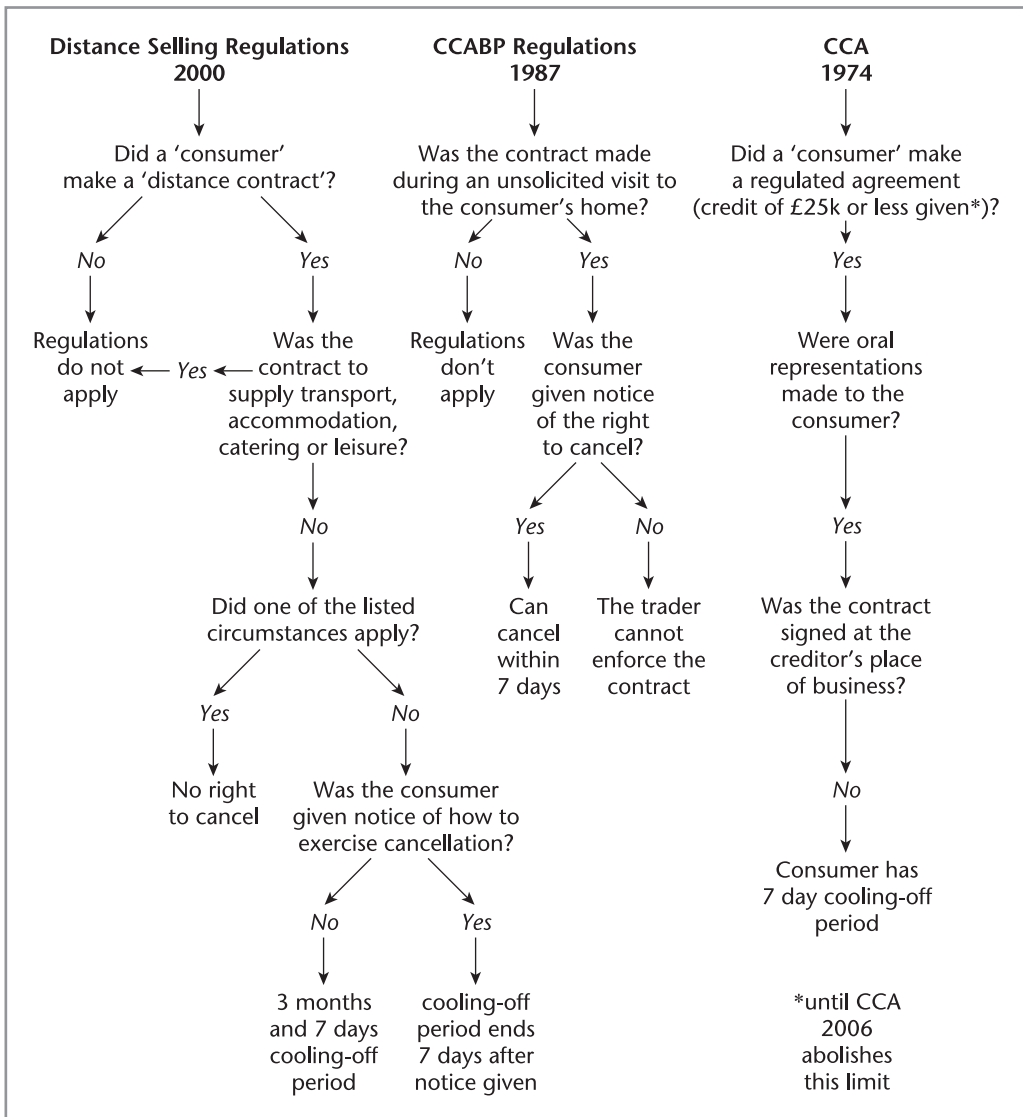 Distance Selling Regulations
2000
Did a ‘consumer’
make a ‘distance contract’?
No
Yes
Regulations
do not
apply
Yes
Was the
contract to
supply transport,
accommodation,
catering or leisure?
No
Did one of the listed
circumstances apply?
Yes
No
No right
to cancel
Was the consumer
given notice of how to
exercise cancellation?
No
Yes
3 months
and 7 days
cooling-off
period
cooling-off
period ends
7 days after
notice given
CCABP Regulations
1987
Was the contract made
during an unsolicited visit to
the consumer’s home?
No
Yes
Regulations
don’t
apply
Was the
consumer
given notice
of the right
to cancel?
Yes
No
Can
cancel
within
7 days
The trader
cannot
enforce the
contract
CCA
1974
Did a ‘consumer’ make
a regulated agreement
(credit of £25k or less given*)?
Yes
Were oral
representations
made to the
consumer?
Yes
Was the contract
signed at the
creditor’s place
of business?
No
Consumer has
7 day cooling-off
period
*until CCA
2006
abolishes
this limit